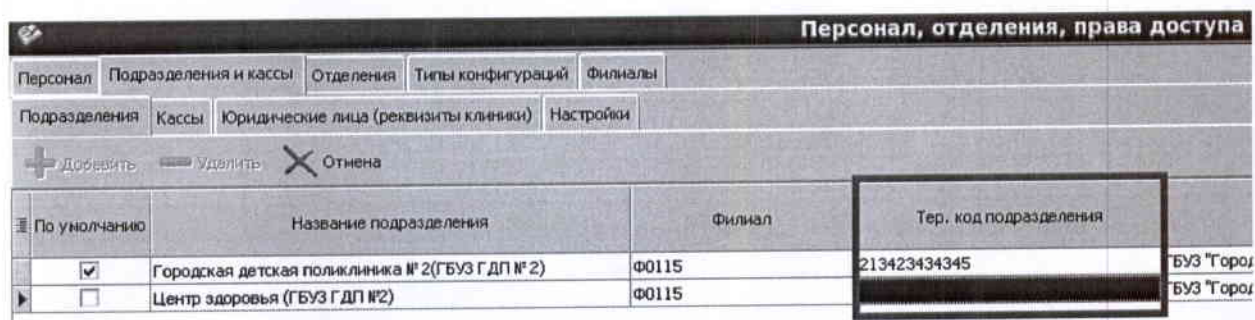 Персонал, отделения, права доступа
Персонал Подразделения и кассы Отделения Типы конфигураций Филиалы
Подразделения Кассы Юридические лица (реквизиты клиники) Настройки
Добавить Удалить Отмена
По умолчанию Название подразделения Филиал Тер. код подразделения
Городская детская поликлиника № 2(ГБУЗ ГДП № 2) Ф0115 213423434345 ГБУЗ "Город
Центр здоровья (ГБУЗ ГДП №2) Ф0115 ГБУЗ "Город